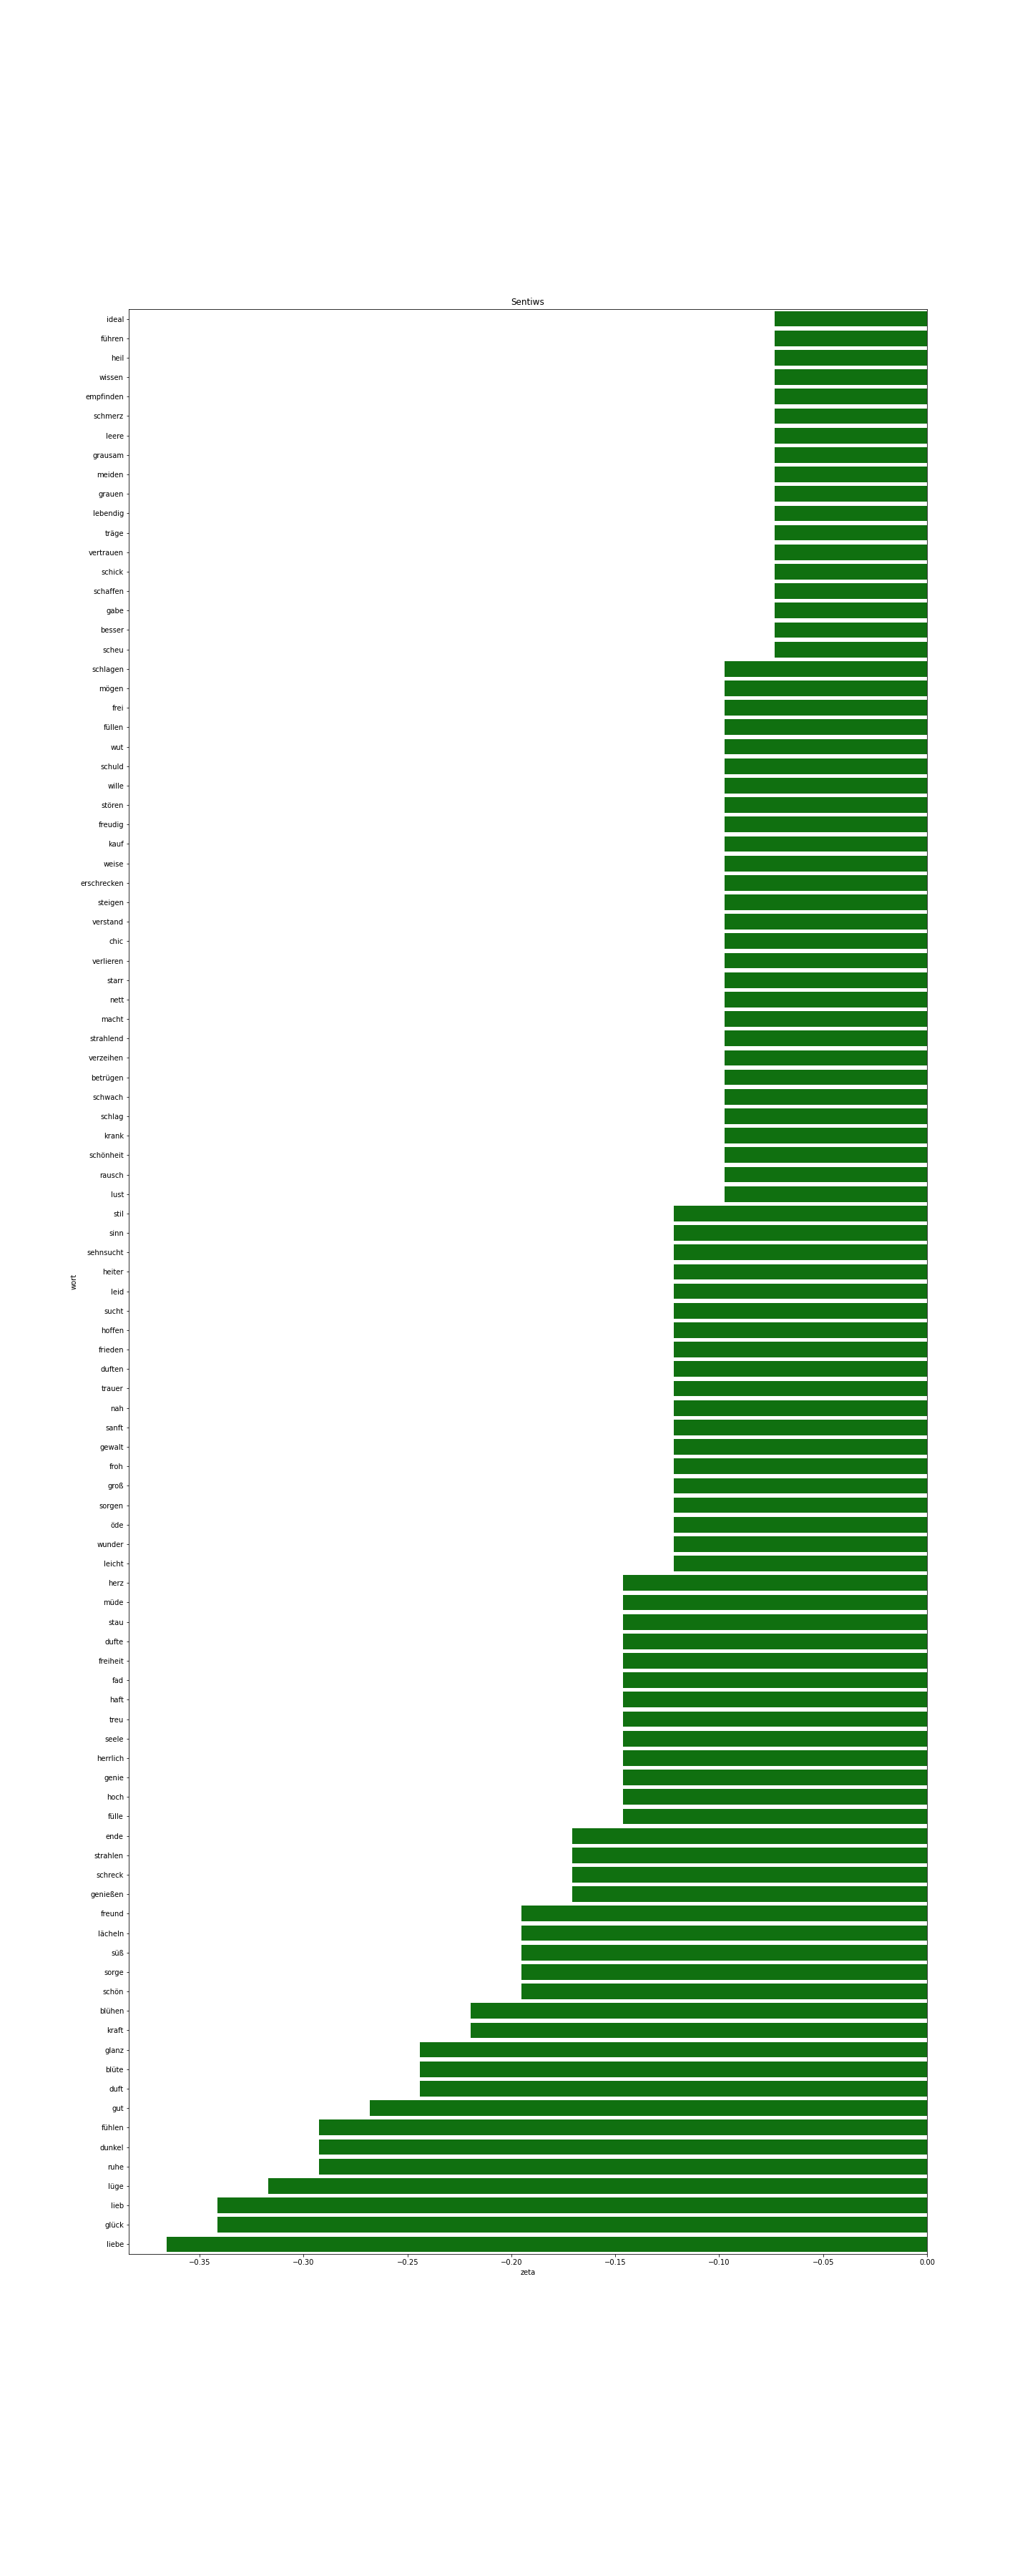 Sentiws
ideal
führen
heil
wissen
empfinden
schmerz
leere
grausam
meiden
grauen
lebendig
träge
vertrauen
schick
schaffen
gabe
besser
scheu
schlagen
mögen
frei
füllen
wut
schuld
wille
stören
freudig
kauf
weise
erschrecken
steigen
verstand
chic
verlieren
starr
nett
macht
strahlend
verzeihen
betrügen
schwach
schlag
krank
schönheit
rausch
lust
stil
sinn
sehnsucht
heiter
wort
leid
sucht
hoffen
frieden
duften
trauer
nah
sanft
gewalt
froh
groß
sorgen
öde
wunder
leicht
herz
müde
stau
dufte
freiheit
fad
haft
treu
seele
herrlich
genie
hoch
fülle
ende
strahlen
schreck
genießen
freund
lächeln
süß
sorge
schön
blühen
kraft
glanz
blüte
duft
gut
fühlen
dunkel
ruhe
lüge
lieb
glück
liebe
−0.35 −0.30 −0.25 −0.20 −0.15 −0.10 −0.05 0.00
zeta